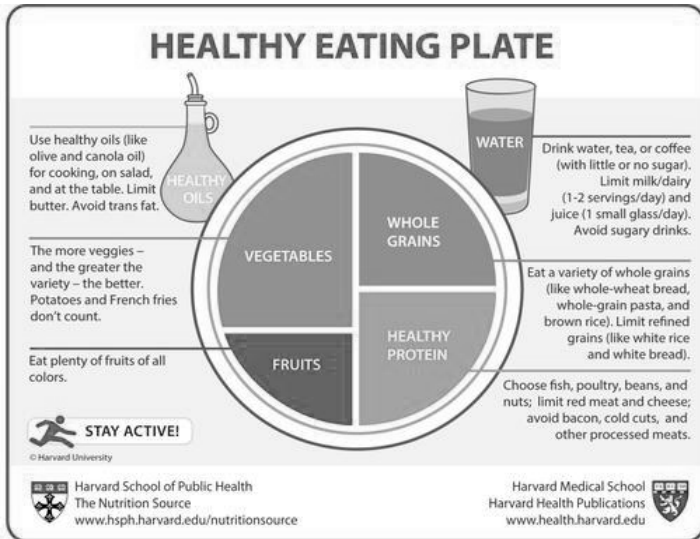 HEALTHY EATING PLATE
Use healthy oils (like
olive and canola oil)
for cooking, on salad,
and at the table. Limit
butter. Avoid trans fat.
HEALTHY
OILS
The more veggies –
and the greater the
variety – the better.
Potatoes and French fries
don't count.
Eat plenty of fruits of all
colors.
VEGETABLES
FRUITS
WHOLE
GRAINS
HEALTHY
PROTEIN
WATER
Drink water, tea, or coffee
(with little or no sugar).
Limit milk/dairy
(1-2 servings/day) and
juice (1 small glass/day).
Avoid sugary drinks.
Eat a variety of whole grains
(like whole-wheat bread,
whole-grain pasta, and
brown rice). Limit refined
grains (like white rice
and white bread).
Choose fish, poultry, beans, and
nuts; limit red meat and cheese;
avoid bacon, cold cuts, and
other processed meats.
STAY ACTIVE!
© Harvard University
Harvard School of Public Health
The Nutrition Source
www.hsph.harvard.edu/nutritionsource
Harvard Medical School
Harvard Health Publications
www.health.harvard.edu